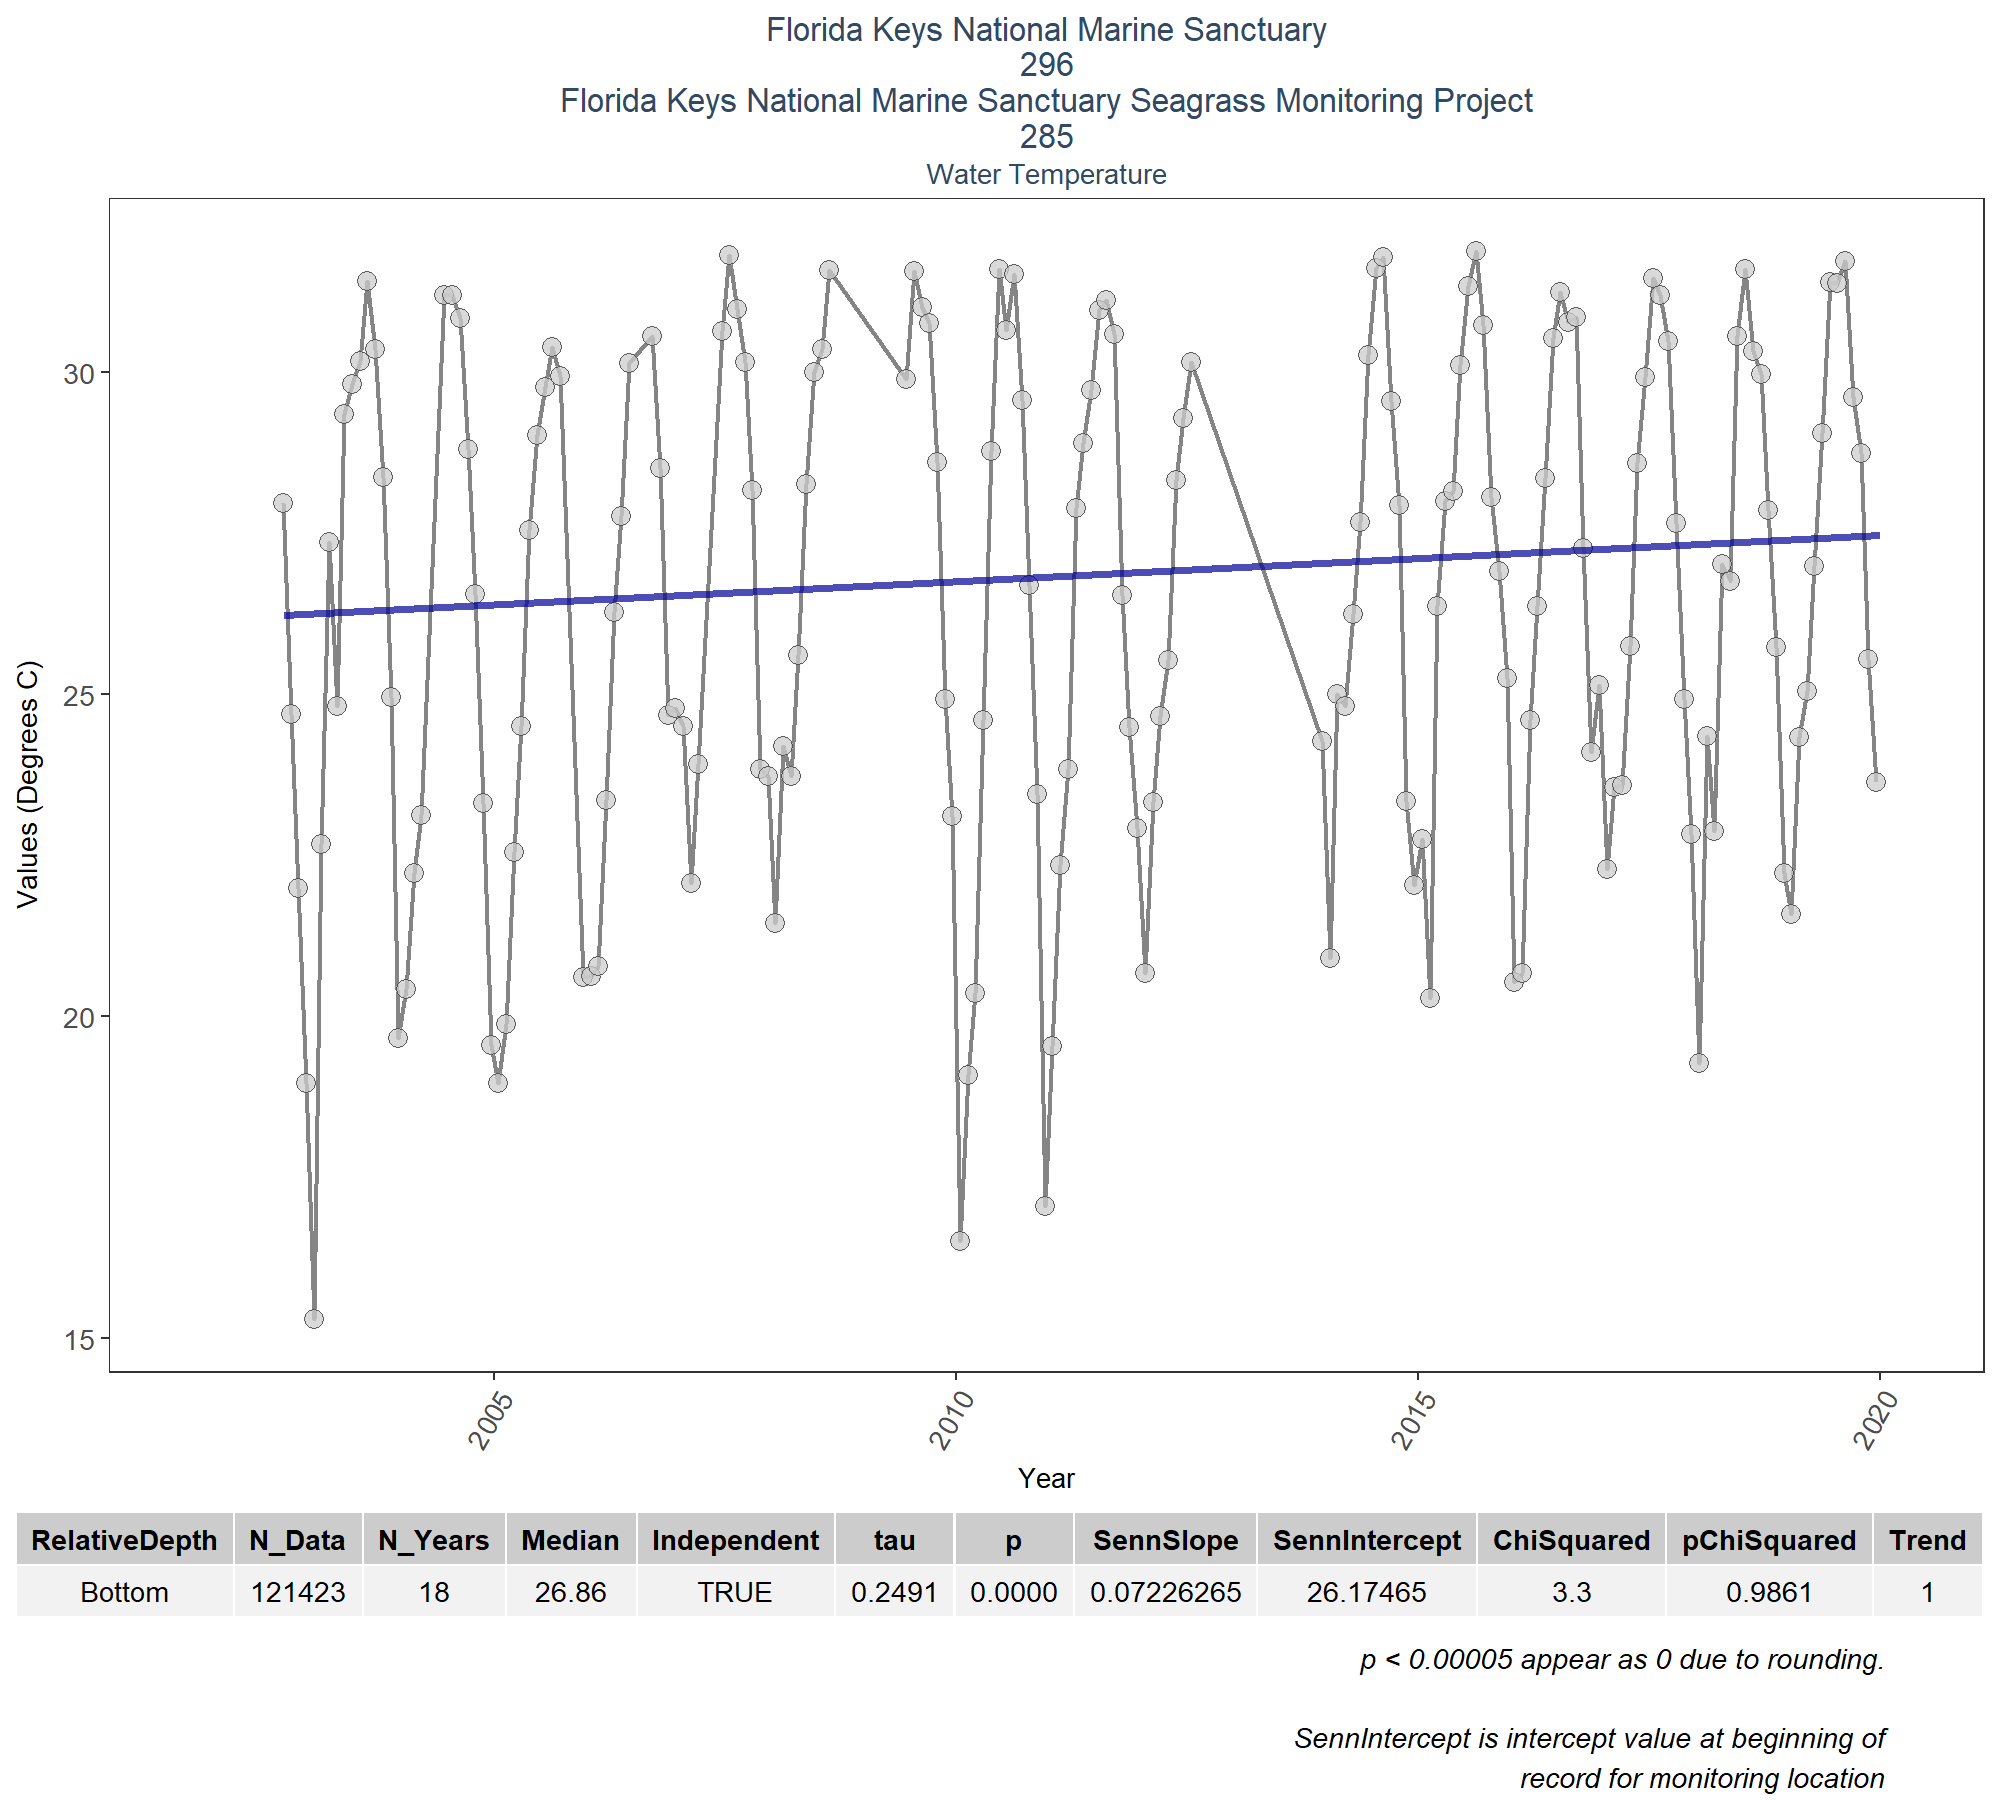 Florida Keys National Marine Sanctuary
296
Florida Keys National Marine Sanctuary Seagrass Monitoring Project
285
Water Temperature
Values (Degrees C)
30
25
20
15
2005
2010
2015
2020
Year
RelativeDepth N_Data N_Years Median Independent tau p SennSlope SennIntercept ChiSquared pChiSquared Trend
Bottom 121423 18 26.86 TRUE 0.2491 0.0000 0.07226265 26.17465 3.3 0.9861 1
p < 0.00005 appear as 0 due to rounding.
SennIntercept is intercept value at beginning of
record for monitoring location